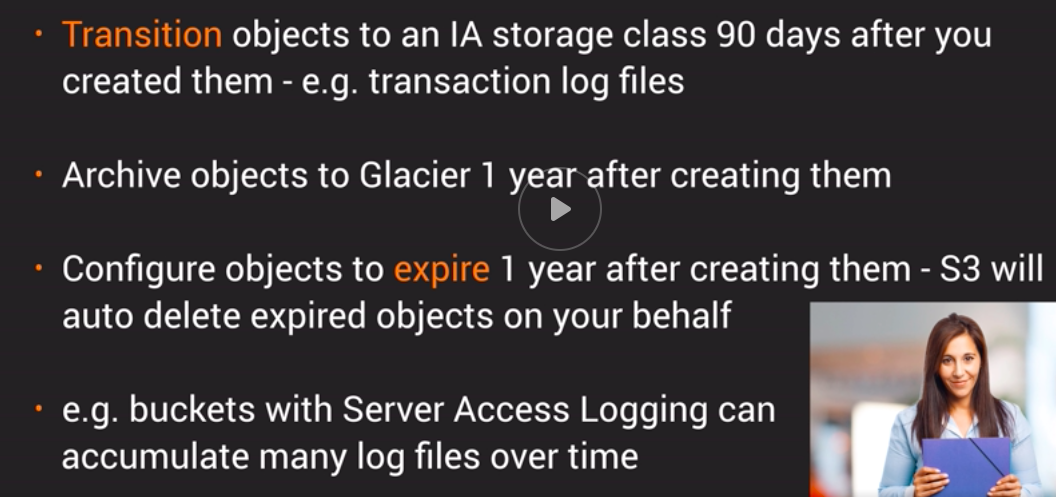 • Transition objects to an IA storage class 90 days after you
created them - e.g. transaction log files
• Archive objects to Glacier 1 year after creating them
• Configure objects to expire 1 year after creating them - S3 will
auto delete expired objects on your behalf
• e.g. buckets with Server Access Logging can
accumulate many log files over time